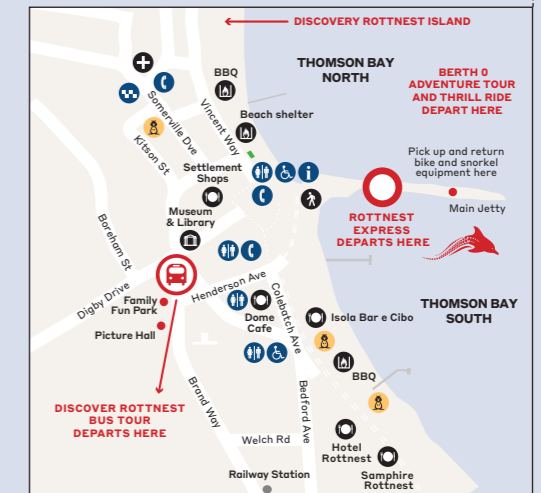 DISCOVERY ROTTNEST ISLAND
THOMSON BAY
NORTH
BERTH 0
ADVENTURE TOUR
AND THRILL RIDE
DEPART HERE
BBQ
Somerville Dve
Vincent Way
Beach shelter
Kitson St
Pick up and return
bike and snorkel
equipment here
Settlement
Shops
i
Main Jetty
Museum
& Library
ROTTNEST
EXPRESS
DEPARTS HERE
Boreham St
Digby Drive
Henderson Ave
Colebatch Ave
THOMSON BAY
SOUTH
Family
Fun Park
Picture Hall
Dome
Cafe
Isola Bar e Cibo
BBQ
DISCOVER ROTTNEST
BUS TOUR
DEPARTS HERE
Brand Way
Bedford Ave
Welch Rd
Hotel
Rottnest
Railway Station
Samphire
Rottnest